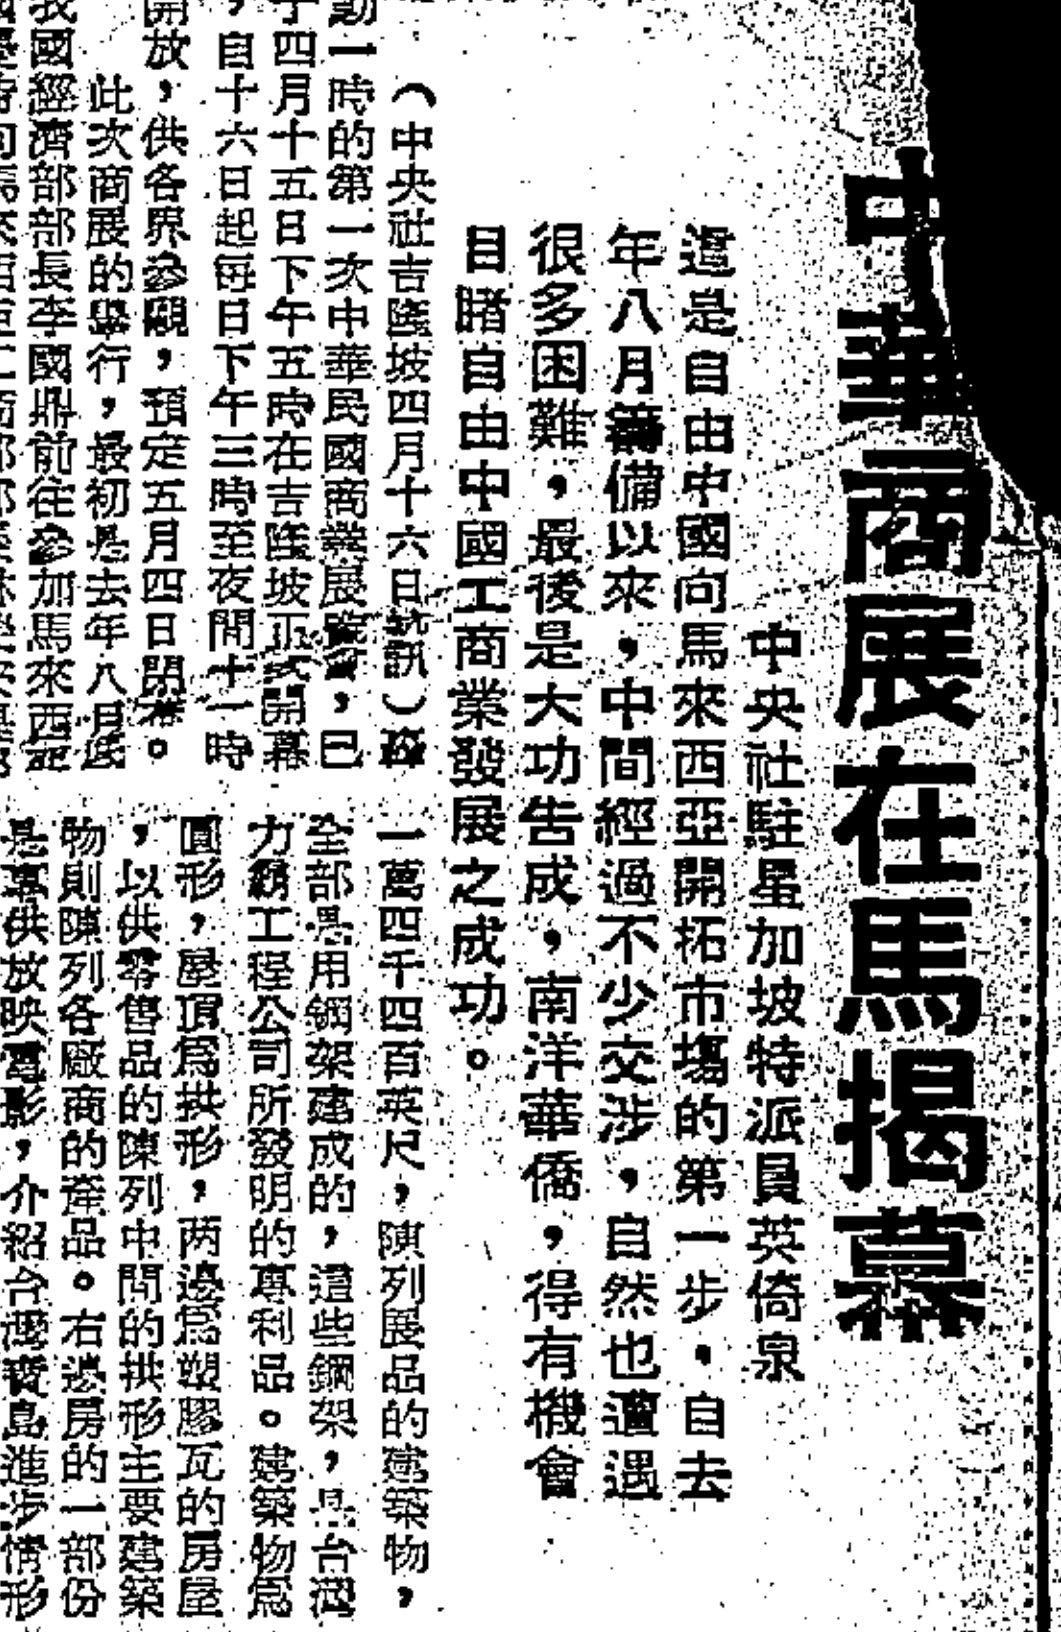 中華商展在馬揭幕
中央社駐星加坡特派員英倚泉
這是自由中國向馬來西亞開拓市場的第一步。自去
年八月籌備以來，中間經過不少交涉，自然也遭遇
很多困難，最後是大功告成，南洋華僑，得有機會
目睹自由中國工商業發展之成功。
（中央社吉隆坡四月十六日航訊）轟
動一時的第一次中華民國商業展覽會，已
于四月十五日下午五時在吉隆坡正式開幕
，自十六日起每日下午三時至夜間十一時
開放，供各界參觀，預定五月四日閉幕。
此次商展的舉行，最初是去年八月底
我國經濟部部長李國鼎前往參加馬來西亞
一萬四千四百英尺，陳列展品的建築物，
全部是用鋼架建成的，這些鋼架，是台灣
力霸工程公司所發明的專利品。建築物爲
圓形，屋頂爲拱形，两邊爲塑膠瓦的房屋
，以供零售品的陳列中間的拱形主要建築
物則陳列各廠商的產品。右邊房的一部份
是專供放映電影，介紹台灣寶島進步情形